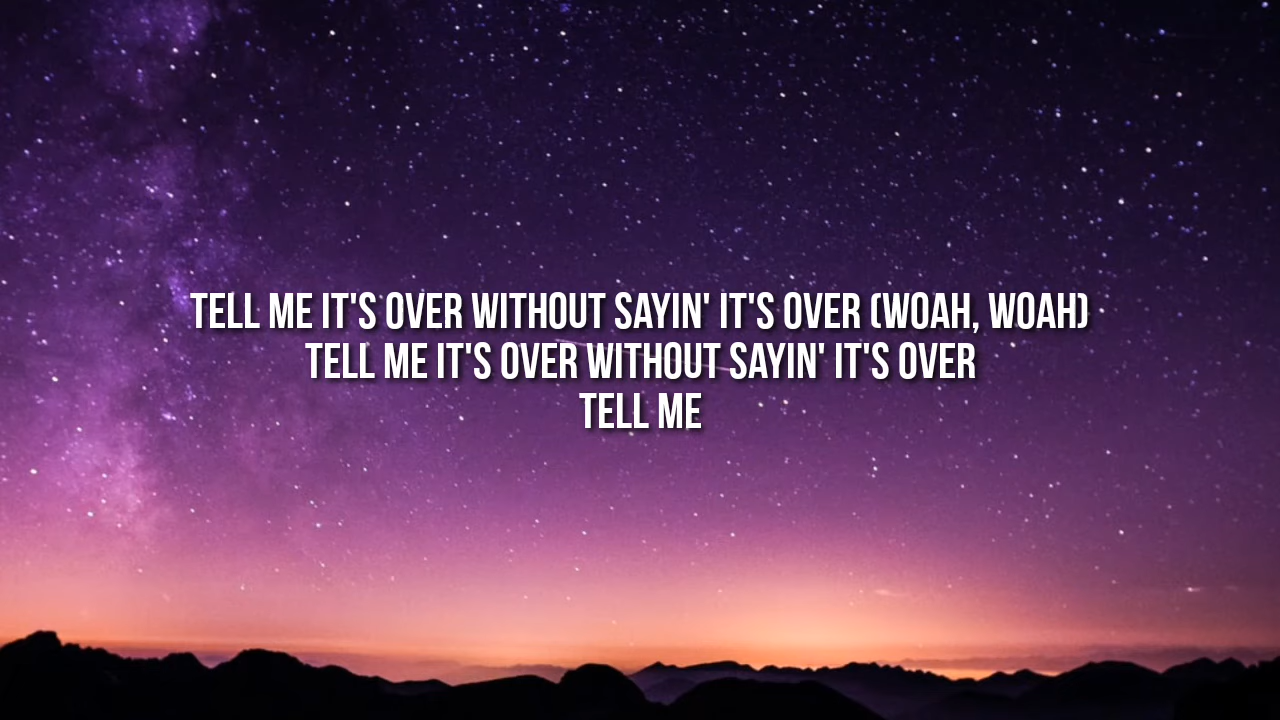 TELL ME IT'S OVER WITHOUT SAYIN' IT'S OVER (WOAH, WOAH)
TELL ME IT'S OVER WITHOUT SAYIN' IT'S OVER
TELL ME